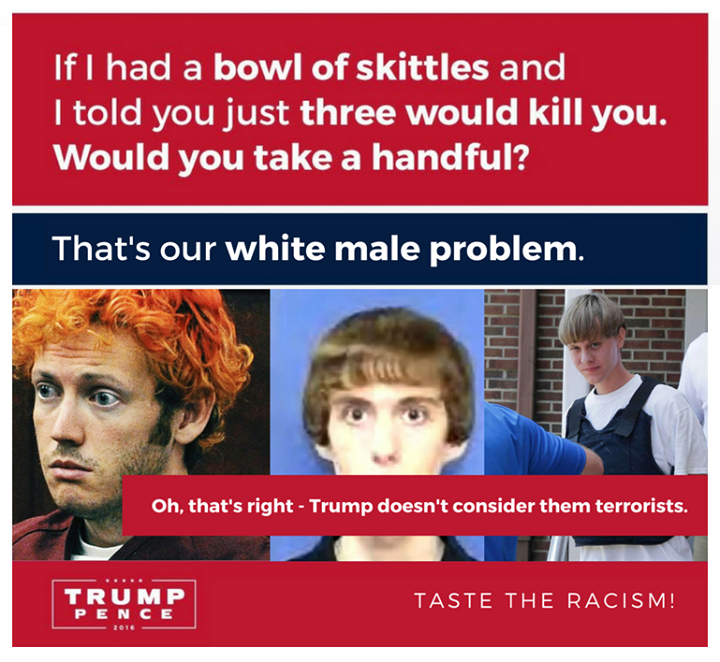 If I had a bowl of skittles and
I told you just three would kill you.
Would you take a handful?
That's our white male problem.
Oh, that's right - Trump doesn't consider them terrorists.
TRUMP
PENCE
2016
TASTE THE RACISM!